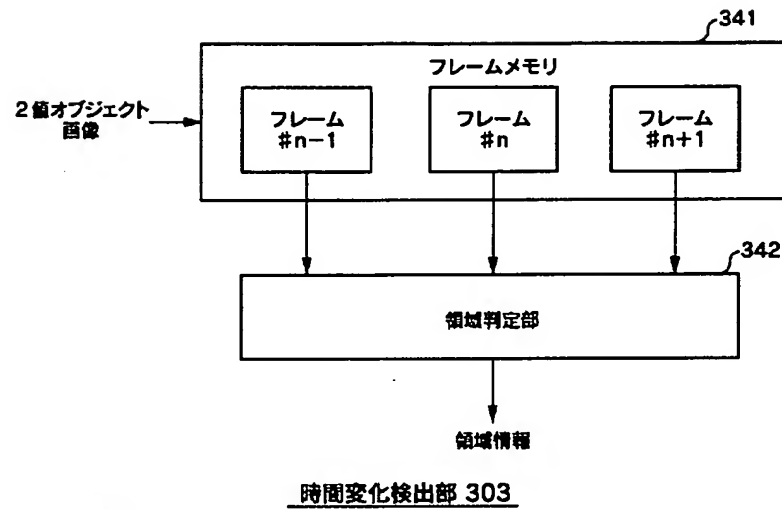 341
フレームメモリ
2値オブジェクト
画像
フレーム
#n-1
フレーム
#n
フレーム
#n+1
342
領域判定部
領域情報
時間変化検出部 303